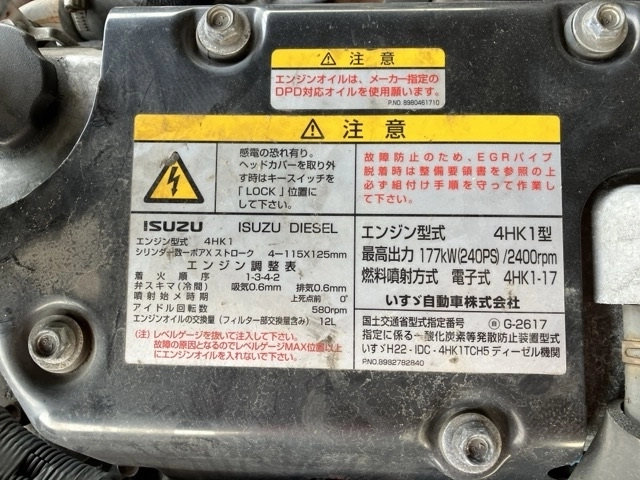 ⚠ 注意
エンジンオイルは、メーカー指定の
DPD対応オイルを使用願います。
P.NO. 8980461710
⚠ 注意
感電の恐れ有り。
ヘッドカバーを取り外
す時はキースイッチを
「LOCK」位置に
して下さい。
故障防止のため、EGRパイプ
脱着時は整備要領書を参照の上
必ず組付け手順を守って作業し
て下さい。
ISUZU ISUZU DIESEL
エンジン型式 4HK1
シリンダー数ーボアX ストローク 4ー115X125mm
エンジン調整表
着火順序 1-3-4-2
弁スキマ(冷間) 吸気0.6mm 排気0.6mm
噴射始メ時期 上死点前 0°
アイドル回転数 580rpm
エンジンオイルの交換量 (フィルター部交換量含み) 12L
(注) レベルゲージを抜いて注入して下さい。
故障の原因となるのでレベルゲージMAX位置以上
にエンジンオイルを入れないで下さい。
エンジン型式 4HK1型
最高出力 177kW(240PS)/2400rpm
燃料噴射方式 電子式 4HK1-17
いすゞ自動車株式会社
国土交通省型式指定番号 G-2617
指定に係る一酸化炭素等発散防止装置型式
いすゞH22-IDC-4HK1TCH5 ディーゼル機関
P.NO.8982782840